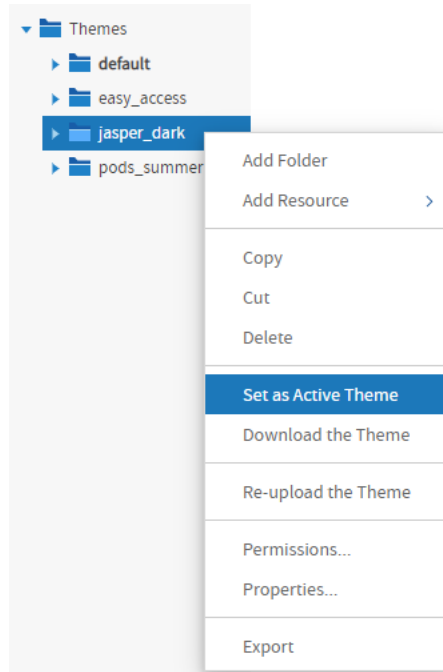 Themes
default
easy_access
jasper_dark
pods_summer
Add Folder
Add Resource
Copy
Cut
Delete
Set as Active Theme
Download the Theme
Re-upload the Theme
Permissions...
Properties...
Export